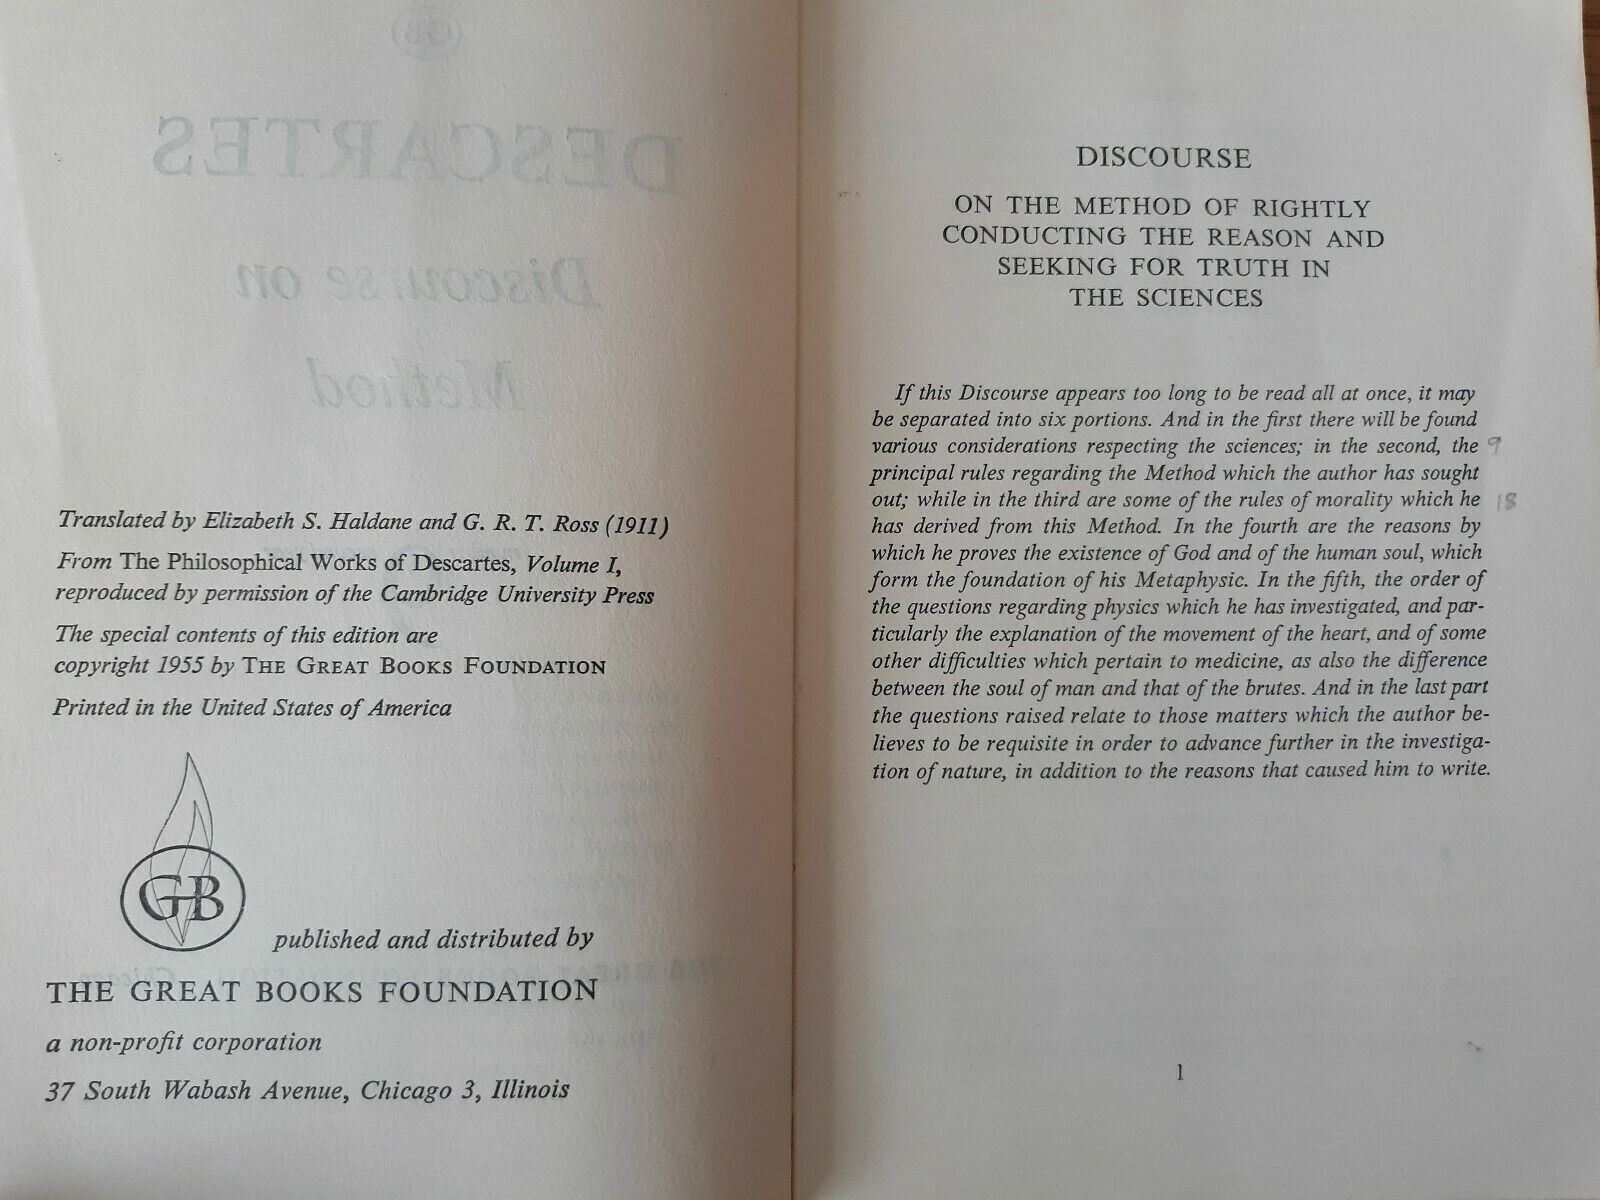 GB
DESCARTES
Discourse on
Method
Translated by Elizabeth S. Haldane and G. R. T. Ross (1911)
From The Philosophical Works of Descartes, Volume I,
reproduced by permission of the Cambridge University Press
The special contents of this edition are
copyright 1955 by THE GREAT BOOKS FOUNDATION
Printed in the United States of America
GB
published and distributed by
THE GREAT BOOKS FOUNDATION
a non-profit corporation
37 South Wabash Avenue, Chicago 3, Illinois
DISCOURSE
ON THE METHOD OF RIGHTLY
CONDUCTING THE REASON AND
SEEKING FOR TRUTH IN
THE SCIENCES
If this Discourse appears too long to be read all at once, it may
be separated into six portions. And in the first there will be found
various considerations respecting the sciences; in the second, the 9
principal rules regarding the Method which the author has sought
out; while in the third are some of the rules of morality which he 18
has derived from this Method. In the fourth are the reasons by
which he proves the existence of God and of the human soul, which
form the foundation of his Metaphysic. In the fifth, the order of
the questions regarding physics which he has investigated, and par-
ticularly the explanation of the movement of the heart, and of some
other difficulties which pertain to medicine, as also the difference
between the soul of man and that of the brutes. And in the last part
the questions raised relate to those matters which the author be-
lieves to be requisite in order to advance further in the investiga-
tion of nature, in addition to the reasons that caused him to write.
1